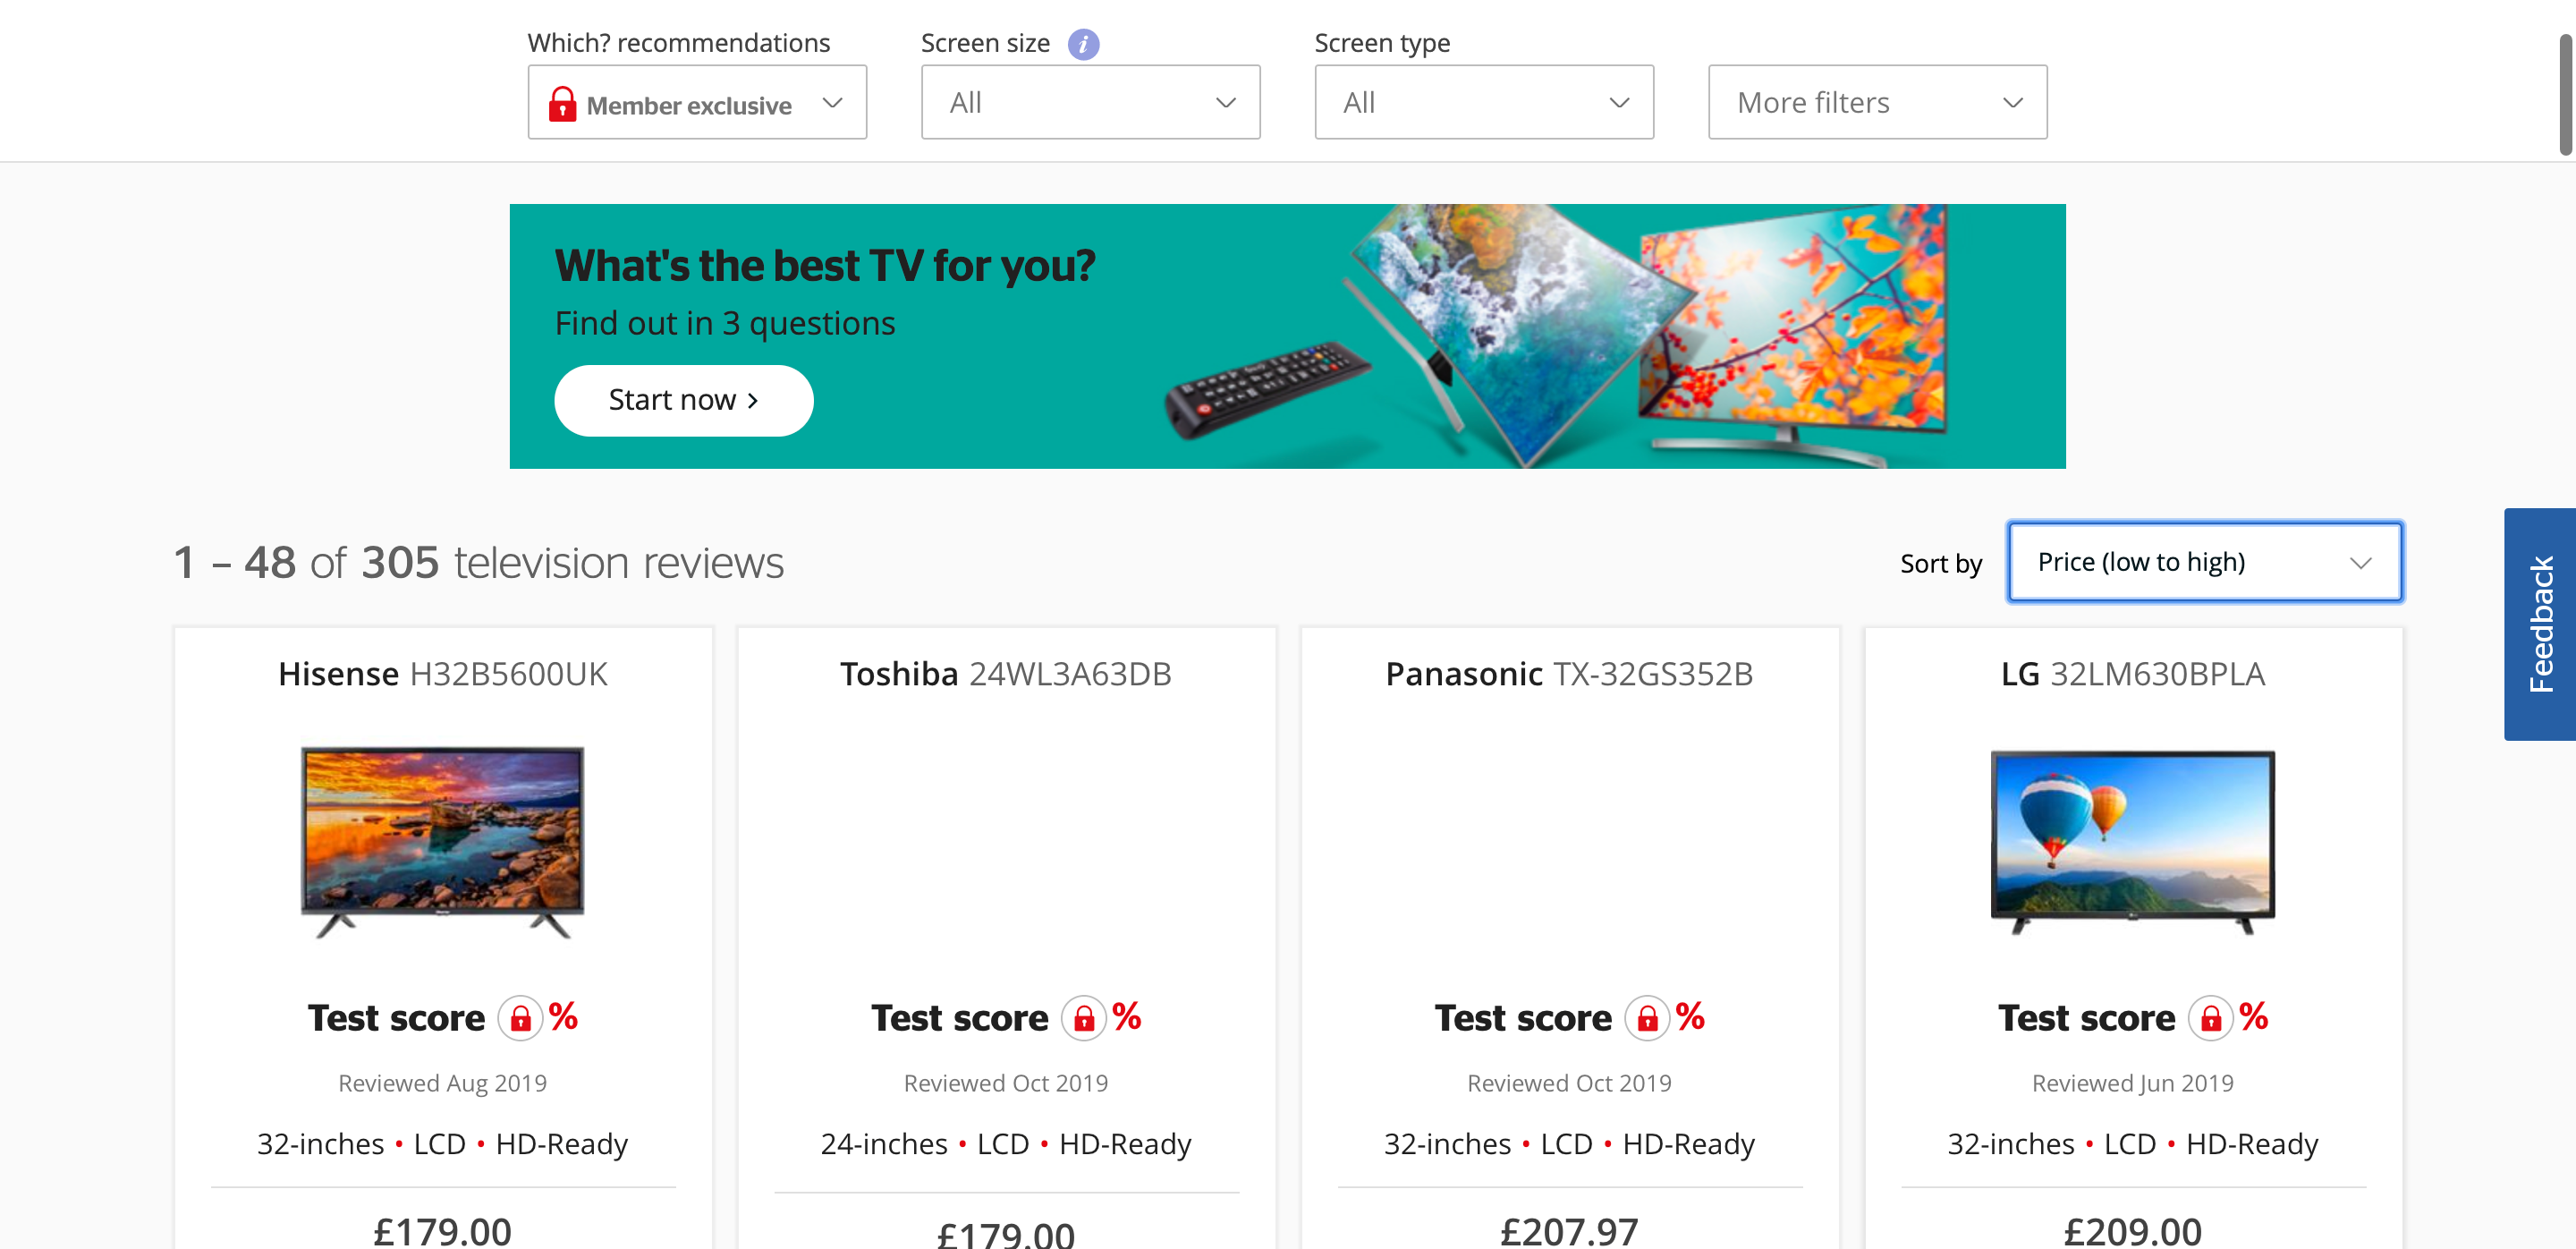 Which? recommendations
Screen size i
Screen type
Member exclusive
All
All
More filters
What's the best TV for you?
Find out in 3 questions
Start now >
1 – 48 of 305 television reviews
Sort by
Price (low to high)
Feedback
Hisense H32B5600UK
Toshiba 24WL3A63DB
Panasonic TX-32GS352B
LG 32LM630BPLA
Test score %
Test score %
Test score %
Test score %
Reviewed Aug 2019
Reviewed Oct 2019
Reviewed Oct 2019
Reviewed Jun 2019
32-inches • LCD • HD-Ready
24-inches • LCD • HD-Ready
32-inches • LCD • HD-Ready
32-inches • LCD • HD-Ready
£179.00
£179.00
£207.97
£209.00